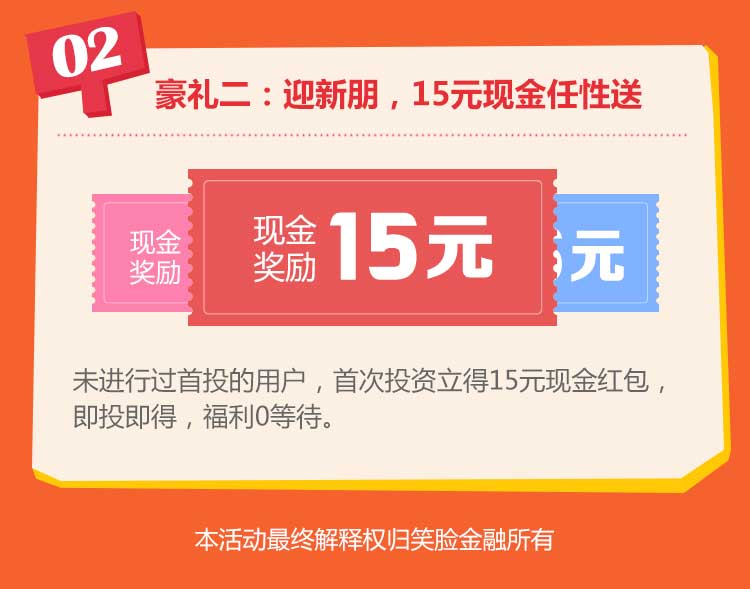 02
豪礼二：迎新朋，15元现金任性送
现金
奖励
现金
奖励
15元
元
未进行过首投的用户，首次投资立得15元现金红包，
即投即得，福利0等待。
本活动最终解释权归笑脸金融所有